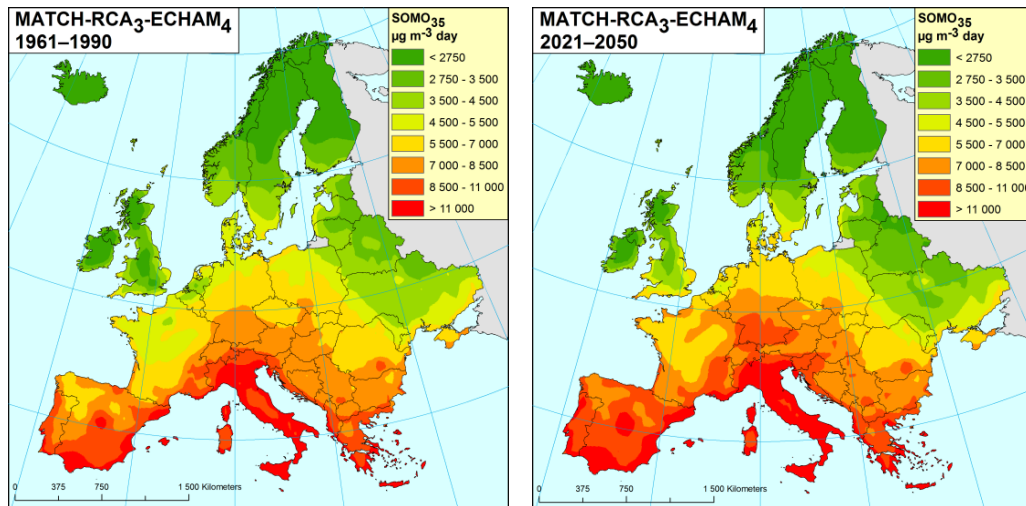 MATCH-RCA3-ECHAM4
1961–1990
SOMO35
µg m-3 day
< 2750
2 750 - 3 500
3 500 - 4 500
4 500 - 5 500
5 500 - 7 000
7 000 - 8 500
8 500 - 11 000
> 11 000
0 375 750 1 500 Kilometers
MATCH-RCA3-ECHAM4
2021–2050
SOMO35
µg m-3 day
< 2750
2 750 - 3 500
3 500 - 4 500
4 500 - 5 500
5 500 - 7 000
7 000 - 8 500
8 500 - 11 000
> 11 000
0 375 750 1 500 Kilometers